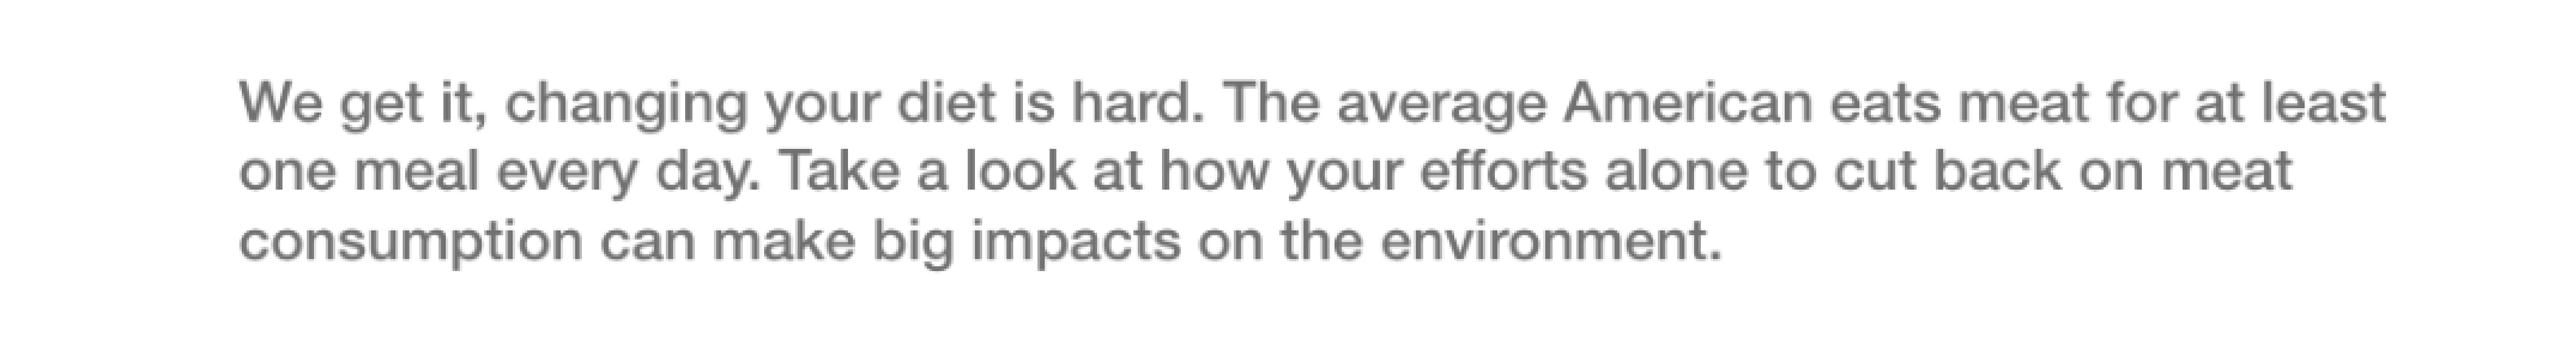 We get it, changing your diet is hard. The average American eats meat for at least
one meal every day. Take a look at how your efforts alone to cut back on meat
consumption can make big impacts on the environment.